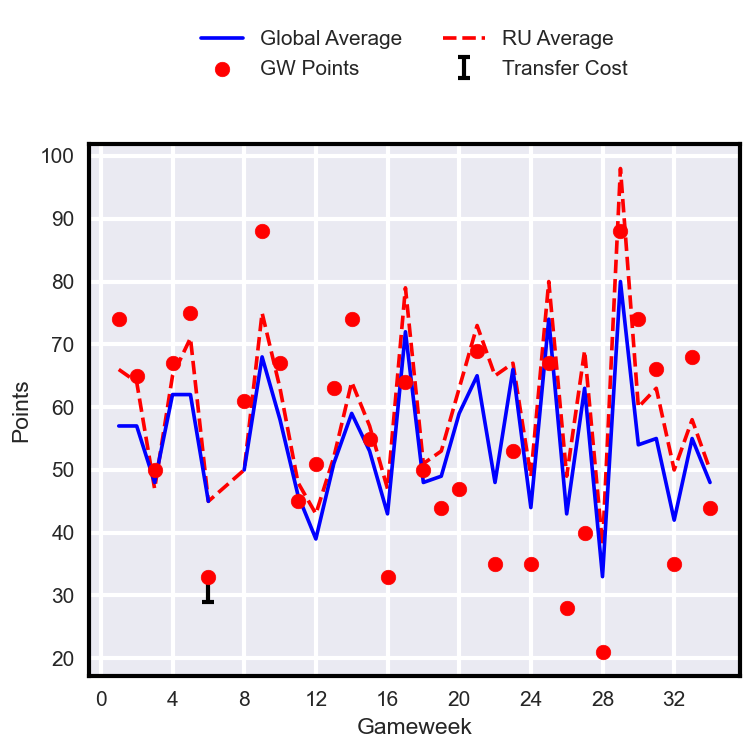 Global Average
RU Average
GW Points
Transfer Cost
100
90
80
70
60
50
40
30
20
Points
0 4 8 12 16 20 24 28 32
Gameweek